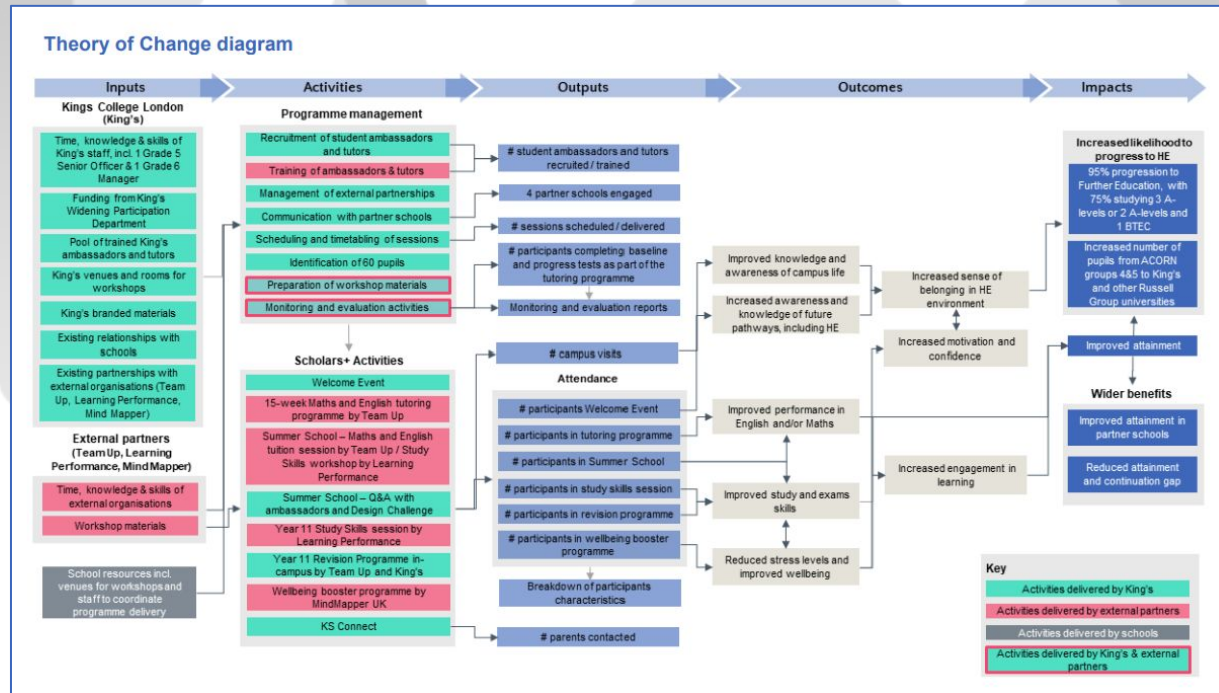 Theory of Change diagram
Inputs
Activities
Outputs
Outcomes
Impacts
Kings College London
(King's)
Time, knowledge & skills of
King's staff, incl. 1 Grade 5
Senior Officer & 1 Grade 6
Manager
Funding from King's
Widening Participation
Department
Pool of trained King's
ambassadors and tutors
King's venues and rooms for
workshops
King's branded materials
Existing relationships with
schools
Existing partnerships with
external organisations (Team
Up, Learning Performance,
Mind Mapper)
External partners
(Team Up, Learning
Performance, Mind Mapper)
Time, knowledge & skills of
external organisations
Workshop materials
School resources incl.
venues for workshops and
staff to coordinate
programme delivery
Programme management
Recruitment of student ambassadors
and tutors
Training of ambassadors & tutors
Management of external partnerships
Communication with partner schools
Scheduling and timetabling of sessions
Identification of 60 pupils
Preparation of workshop materials
Monitoring and evaluation activities
Scholars+ Activities
Welcome Event
15-week Maths and English tutoring
programme by Team Up
Summer School – Maths and English
tuition session by Team Up / Study
Skills workshop by Learning
Performance
Summer School – Q&A with
ambassadors and Design Challenge
Year 11 Study Skills session by
Learning Performance
Year 11 Revision Programme in-
campus by Team Up and King's
Wellbeing booster programme by
MindMapper UK
KS Connect
# student ambassadors and tutors
recruited / trained
4 partner schools engaged
# sessions scheduled / delivered
# participants completing: baseline
and progress tests as part of the
tutoring programme
Monitoring and evaluation reports
# campus visits
Attendance
# participants Welcome Event
# participants in tutoring programme
# participants in Summer School
# participants in study skills session
# participants in revision programme
# participants in wellbeing booster
programme
Breakdown of participants
characteristics
# parents contacted
Improved knowledge and
awareness of campus life
Increased awareness and
knowledge of future
pathways, including HE
Improved performance in
English and/or Maths
Improved study and exams
skills
Reduced stress levels and
improved wellbeing
Increased sense of
belonging in HE
environment
Increased motivation and
confidence
Increased engagement in
learning
Increased likelihood to
progress to HE
95% progression to
Further Education, with
75% studying 3 A-
levels or 2 A-levels and
1 BTEC
Increased number of
pupils from ACORN
groups 4&5 to King's
and other Russell
Group universities
Improved attainment
Wider benefits
Improved attainment in
partner schools
Reduced attainment
and continuation gap
Key
Activities delivered by King's
Activities delivered by external partners
Activities delivered by schools
Activities delivered by King's & external
partners